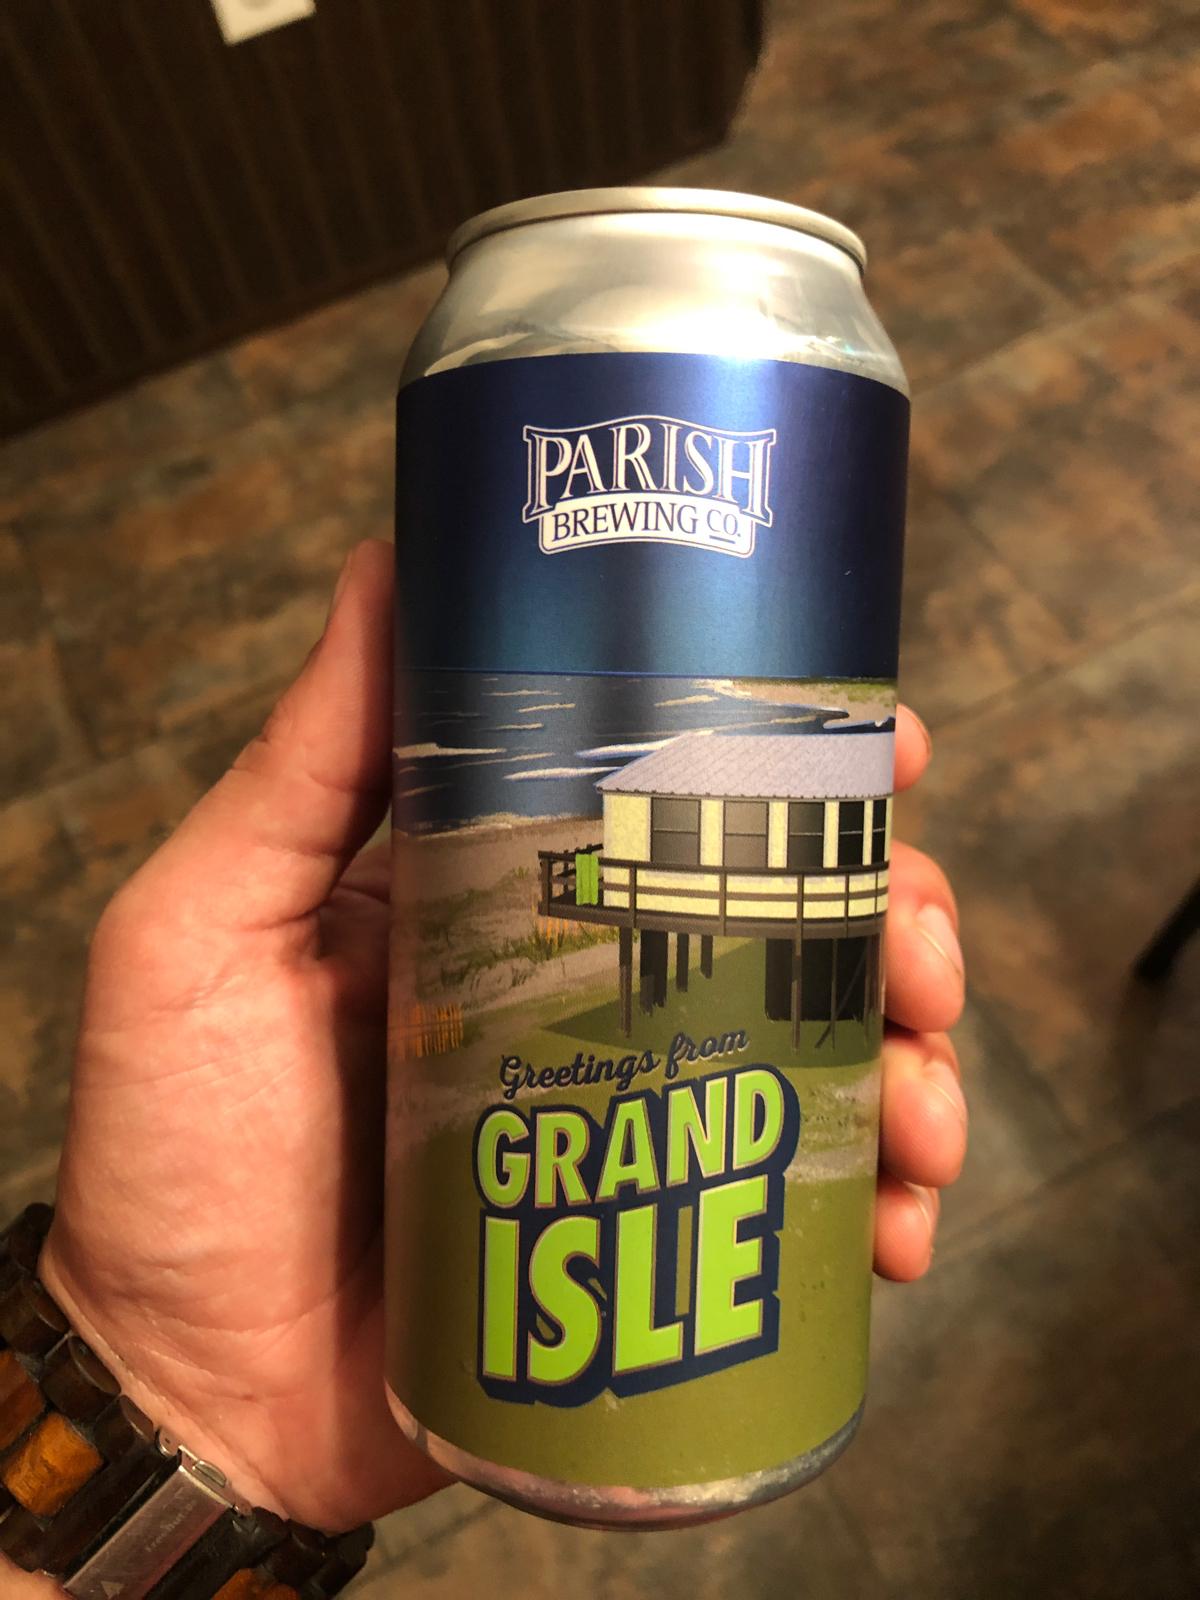 PARISH
BREWING CO.
Greetings from
GRAND
ISLE